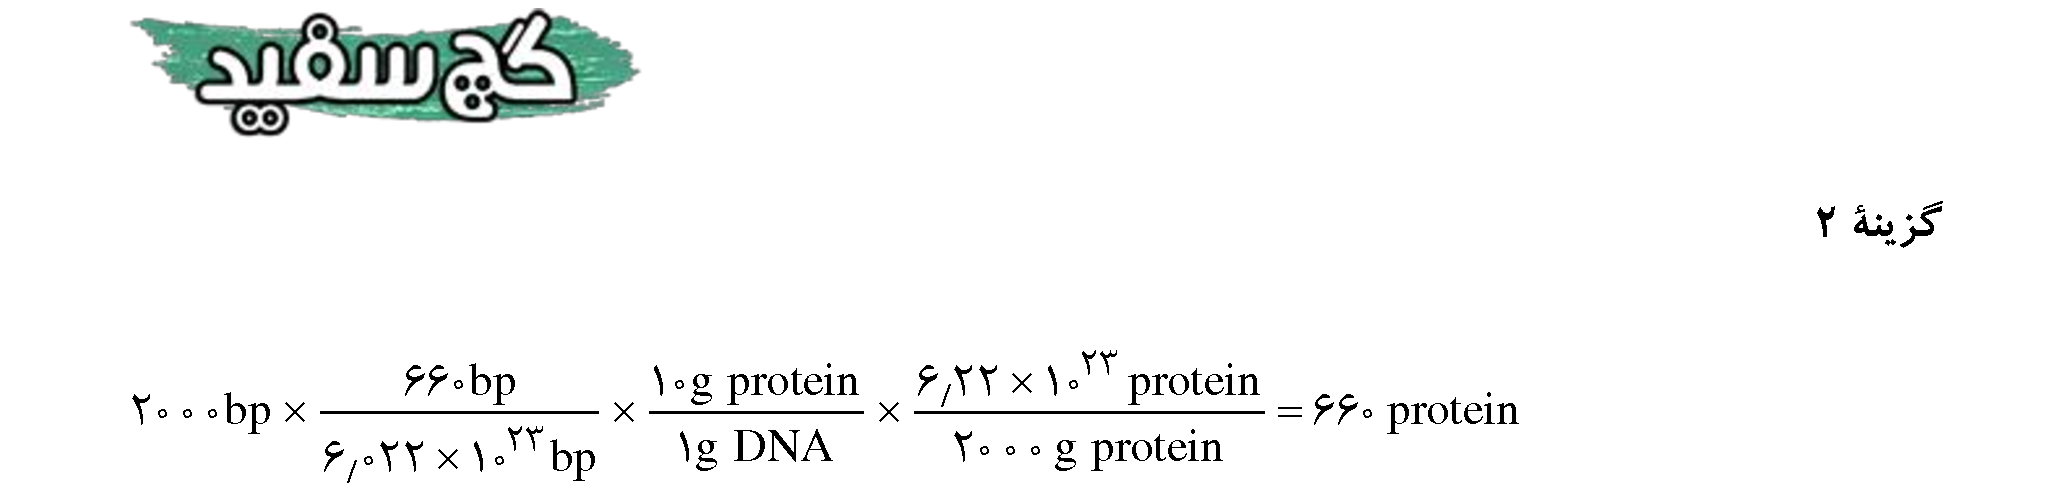 گچ سفید
گزینهٔ ۲
۲۰۰۰bp × ۶۶۰bp / ۶/۰۲۲ × ۱۰^۲۳ bp × ۱۰g protein / ۱g DNA × ۶/۲۲ × ۱۰^۲۳ protein / ۲۰۰۰ g protein = ۶۶۰ protein